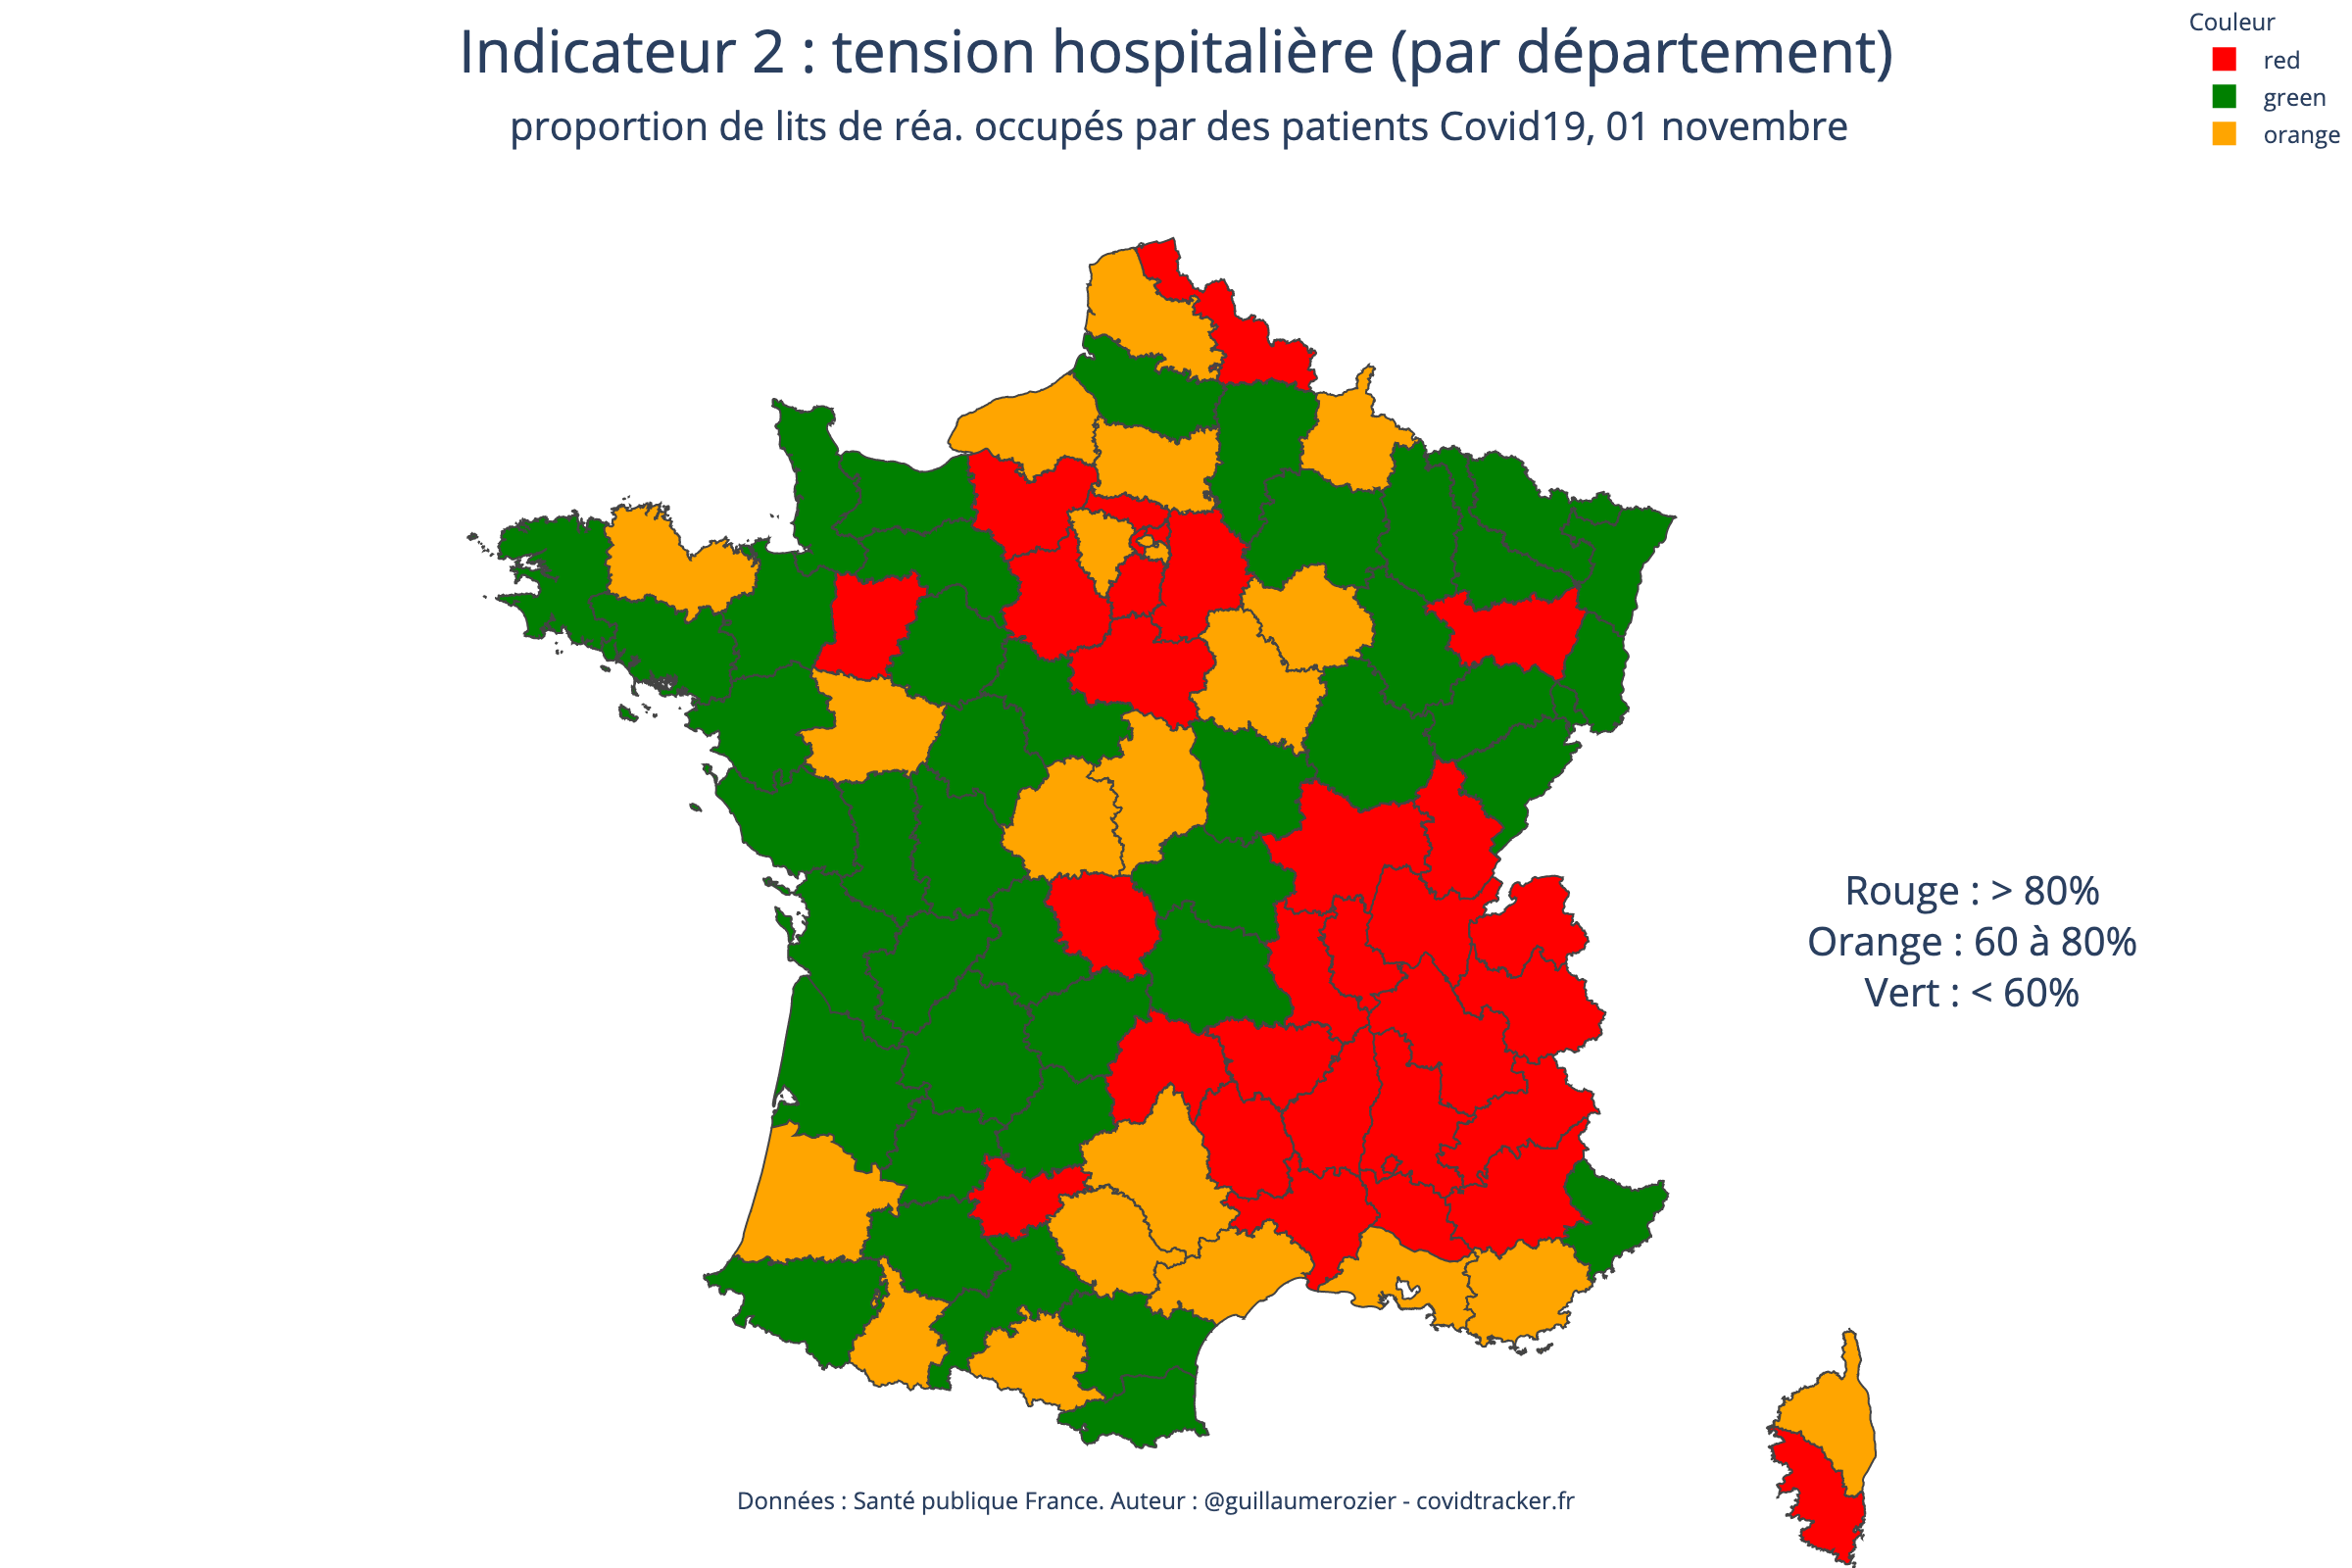 Indicateur 2 : tension hospitalière (par département)
proportion de lits de réa. occupés par des patients Covid19, 01 novembre
Couleur
red
green
orange
Rouge : > 80%
Orange : 60 à 80%
Vert : < 60%
Données : Santé publique France. Auteur : @guillaumerozier - covidtracker.fr